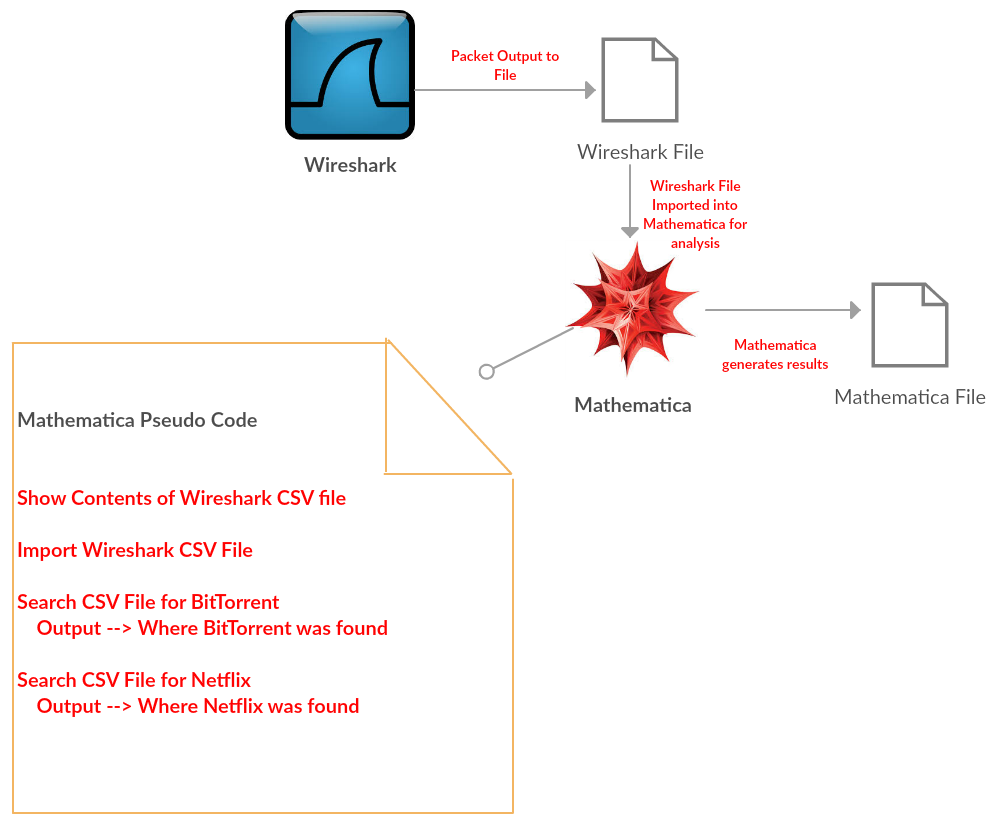 Packet Output to
File
Wireshark
Wireshark File
Wireshark File
Imported into
Mathematica for
analysis
Mathematica
generates results
Mathematica
Mathematica File
Mathematica Pseudo Code
Show Contents of Wireshark CSV file
Import Wireshark CSV File
Search CSV File for BitTorrent
Output --> Where BitTorrent was found
Search CSV File for Netflix
Output --> Where Netflix was found